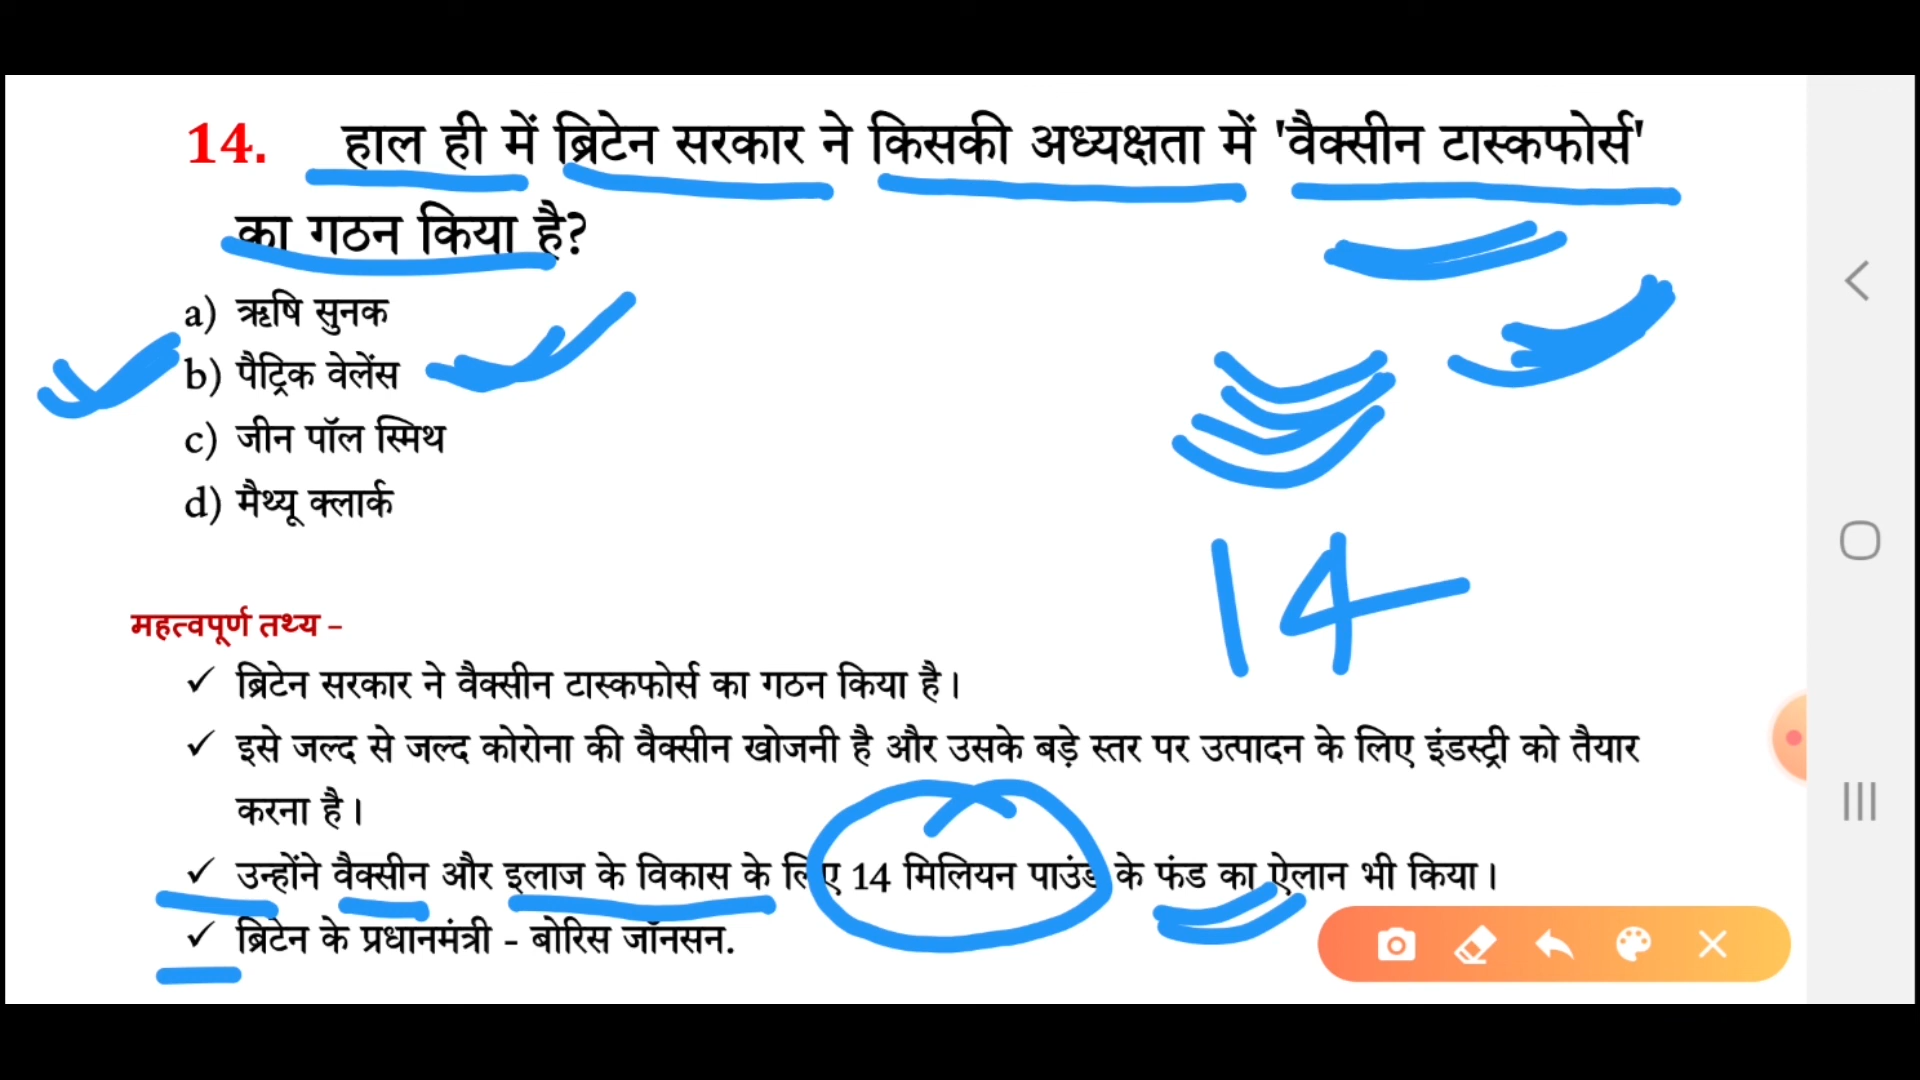 14. हाल ही में ब्रिटेन सरकार ने किसकी अध्यक्षता में 'वैक्सीन टास्कफोर्स'
का गठन किया है?
a) ऋषि सुनक
b) पैट्रिक वेलेंस
c) जीन पॉल स्मिथ
d) मैथ्यू क्लार्क
14
महत्वपूर्ण तथ्य –
✓ ब्रिटेन सरकार ने वैक्सीन टास्कफोर्स का गठन किया है।
✓ इसे जल्द से जल्द कोरोना की वैक्सीन खोजनी है और उसके बड़े स्तर पर उत्पादन के लिए इंडस्ट्री को तैयार
करना है।
✓ उन्होंने वैक्सीन और इलाज के विकास के लिए 14 मिलियन पाउंड के फंड का ऐलान भी किया।
✓ ब्रिटेन के प्रधानमंत्री - बोरिस जॉनसन.